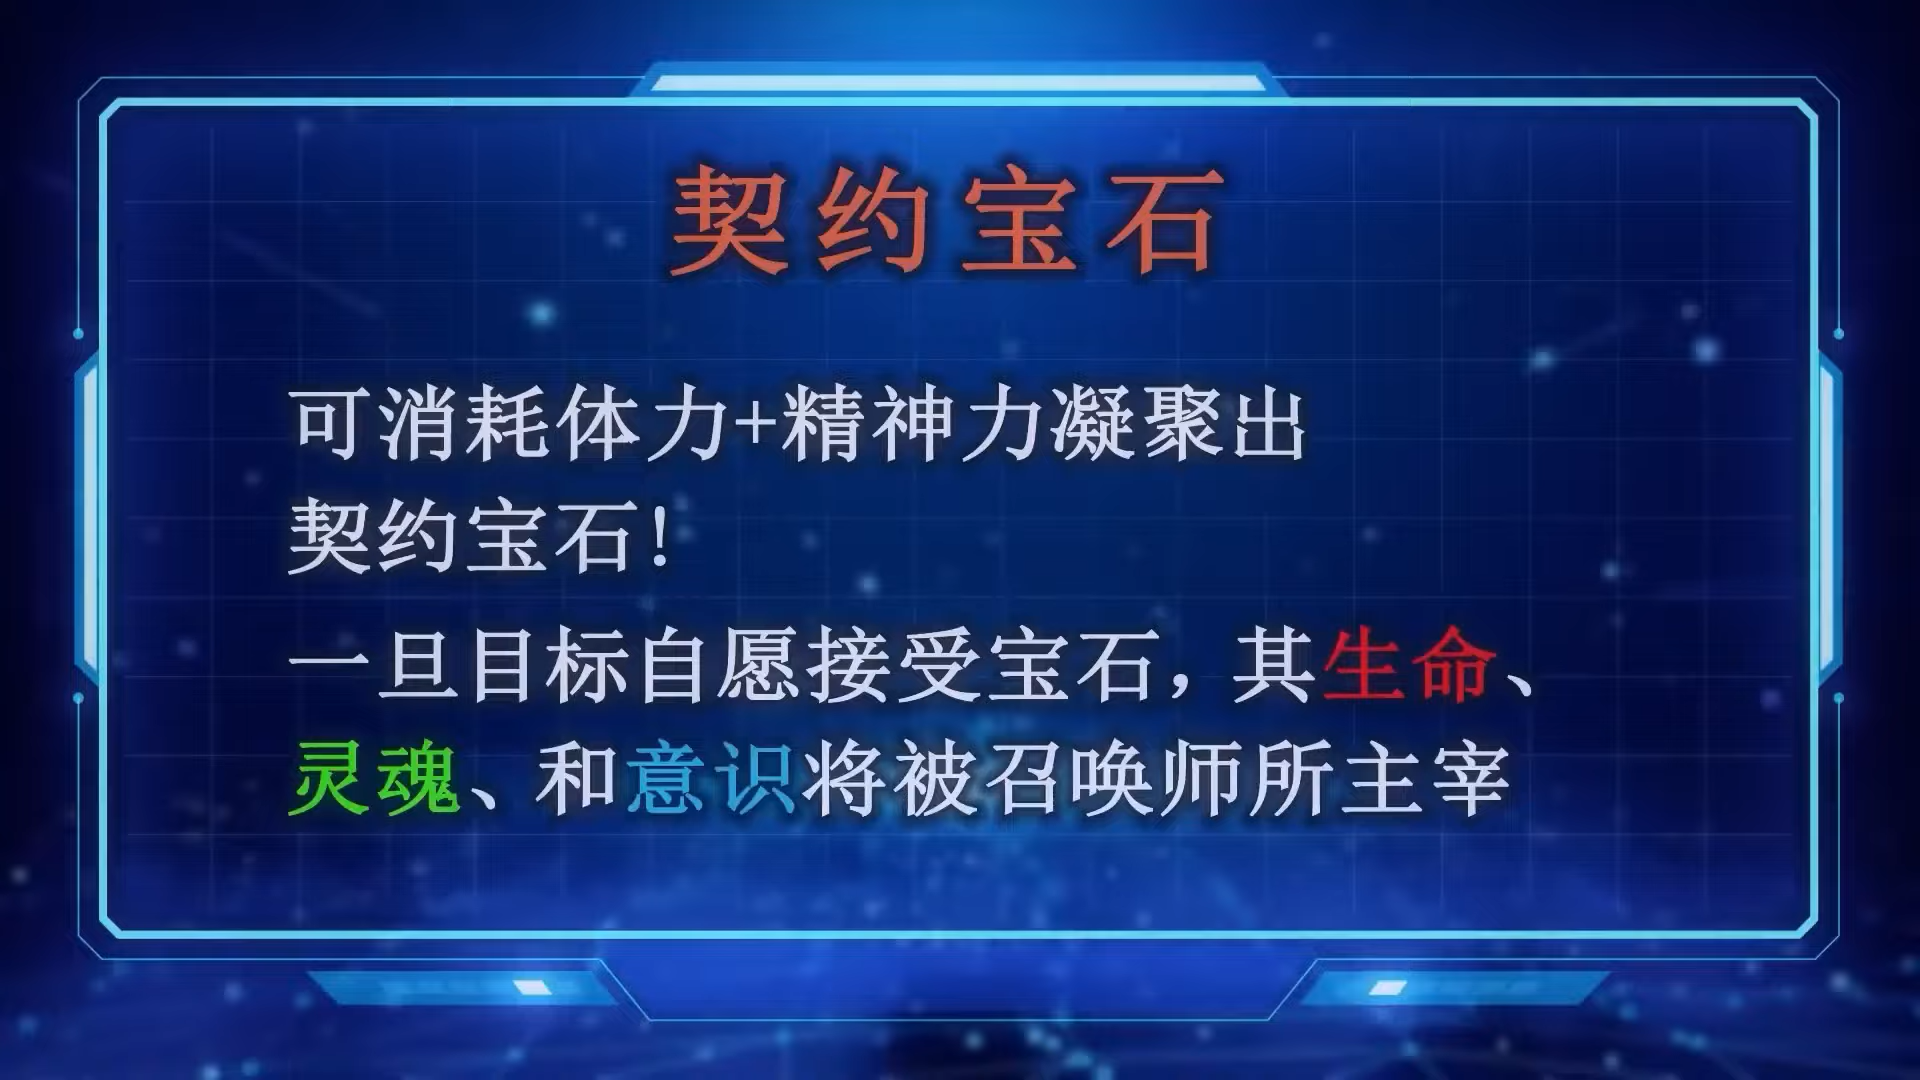 契约宝石
可消耗体力+精神力凝聚出
契约宝石!
一旦目标自愿接受宝石，其生命、
灵魂、和意识将被召唤师所主宰